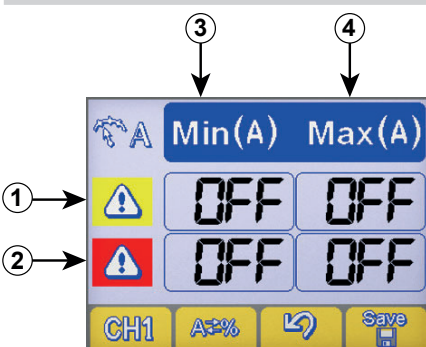 3 4
A Min(A) Max(A)
1 OFF OFF
2 OFF OFF
CH1 A⇄% Save